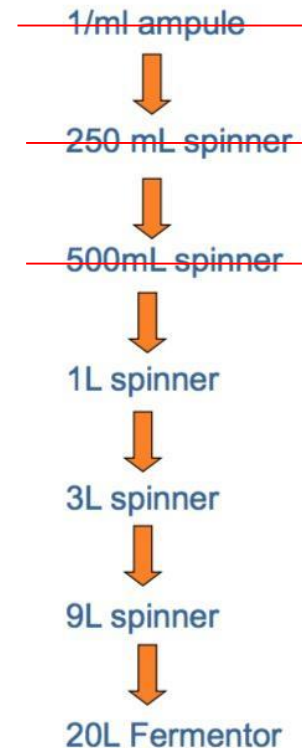 1/ml ampule
250 mL spinner
500mL spinner
1L spinner
3L spinner
9L spinner
20L Fermentor